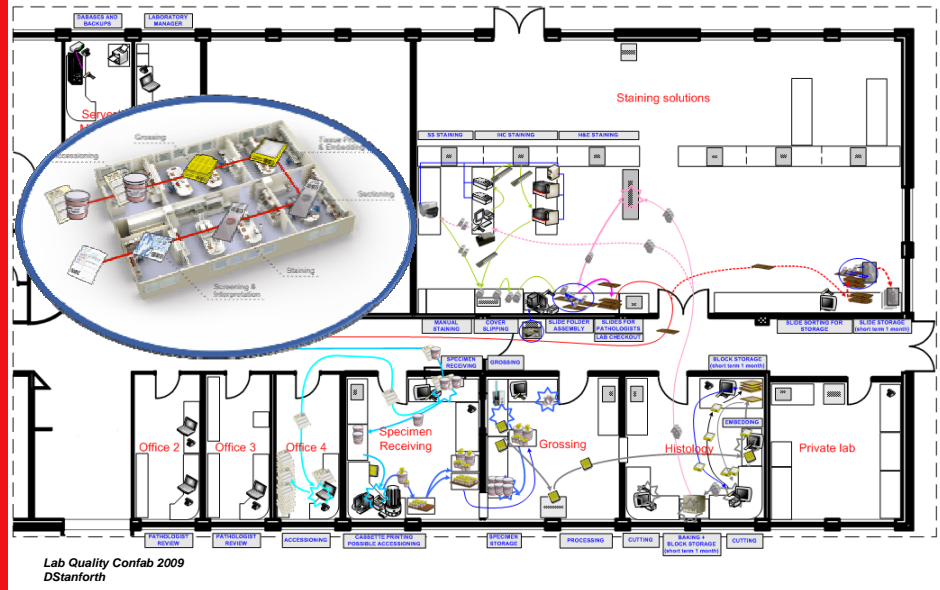 DABASES AND
BACKUPS
LABORATORY
MANAGER
Staining solutions
SS STAINING
IHC STAINING
H&E STAINING
Grossing
Accessioning
& Embedding
Sectioning
Staining
Screening &
Interpretation
MANUAL
STAINING
COVER
SLIPPING
SLIDE FOLDER
ASSEMBLY
SLIDES FOR
PATHOLOGISTS
LAB CHECKOUT
SLIDE SORTING FOR
STORAGE
SLIDE STORAGE
(short term 1 month)
SPECIMEN
RECEIVING
GROSSING
BLOCK STORAGE
(short term 1 month)
EMBEDDING
Office 2
Office 3
Office 4
Specimen
Receiving
Grossing
Histology
Private lab
PATHOLOGIST
REVIEW
PATHOLOGIST
REVIEW
ACCESSIONING
CASSETTE PRINTING
POSSIBLE ACCESSIONING
SPECIMEN
STORAGE
PROCESSING
CUTTING
BAKING +
BLOCK STORAGE
(short term 1 month)
CUTTING
Lab Quality Confab 2009
DStanforth